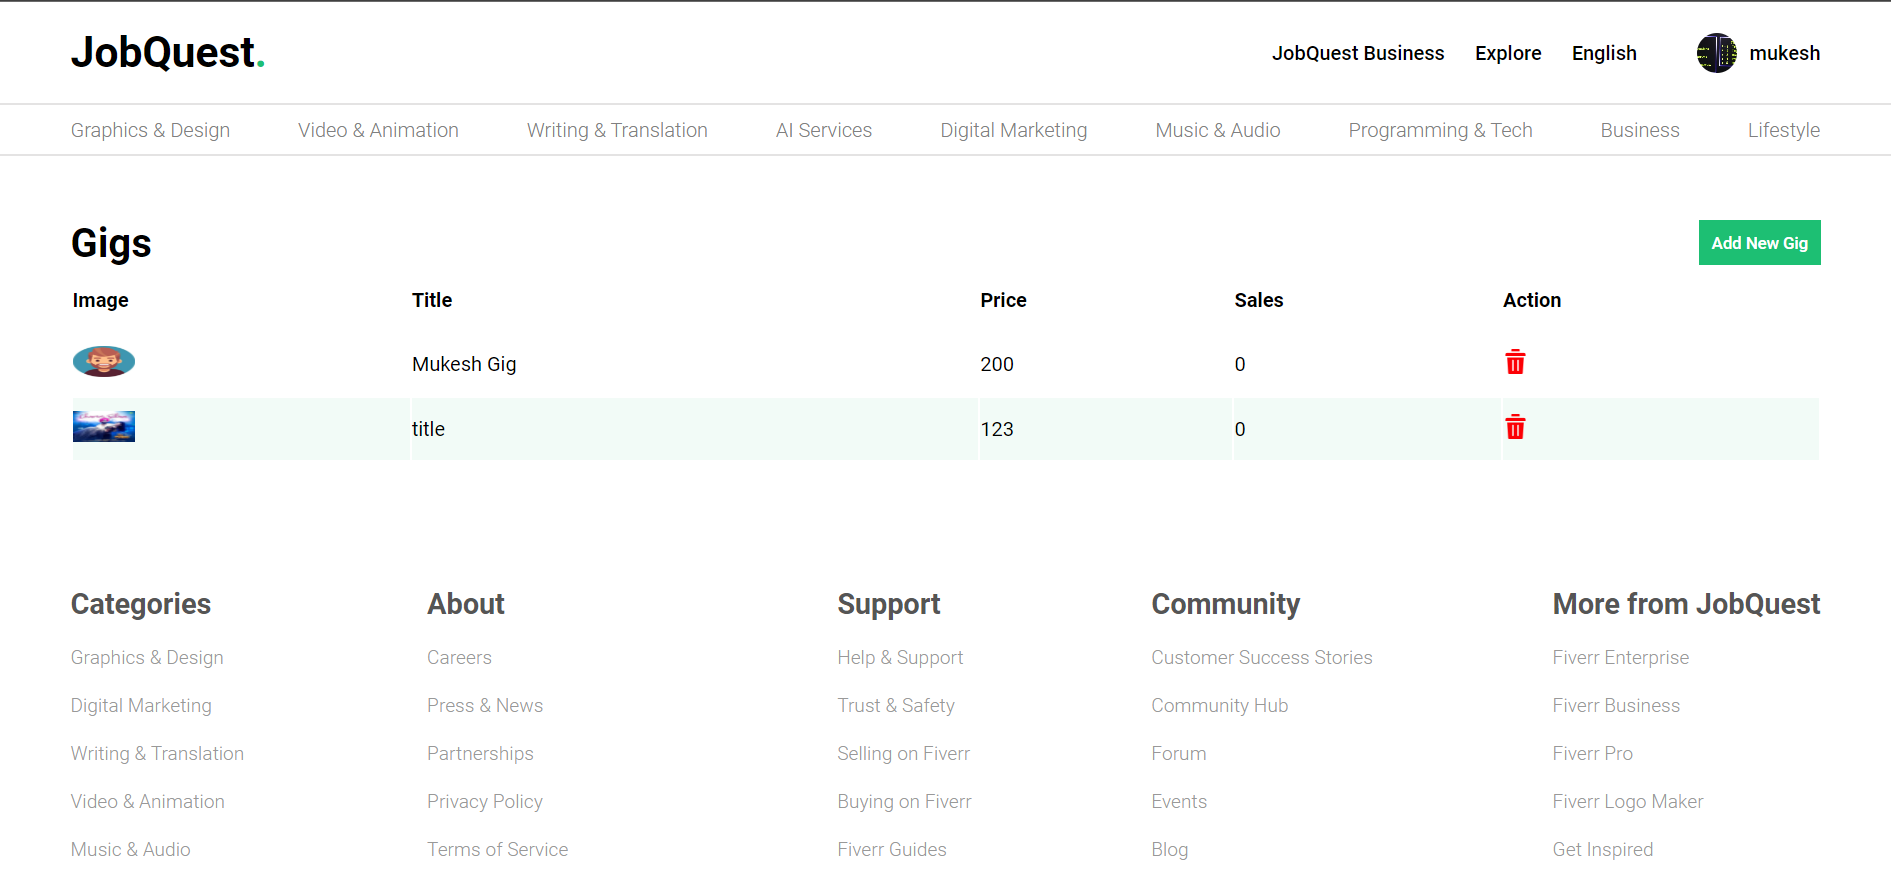 JobQuest.
JobQuest Business Explore English mukesh
Graphics & Design Video & Animation Writing & Translation AI Services Digital Marketing Music & Audio Programming & Tech Business Lifestyle
Gigs
Add New Gig
Image Title Price Sales Action
Mukesh Gig 200 0
title 123 0
Categories About Support Community More from JobQuest
Graphics & Design Careers Help & Support Customer Success Stories Fiverr Enterprise
Digital Marketing Press & News Trust & Safety Community Hub Fiverr Business
Writing & Translation Partnerships Selling on Fiverr Forum Fiverr Pro
Video & Animation Privacy Policy Buying on Fiverr Events Fiverr Logo Maker
Music & Audio Terms of Service Fiverr Guides Blog Get Inspired